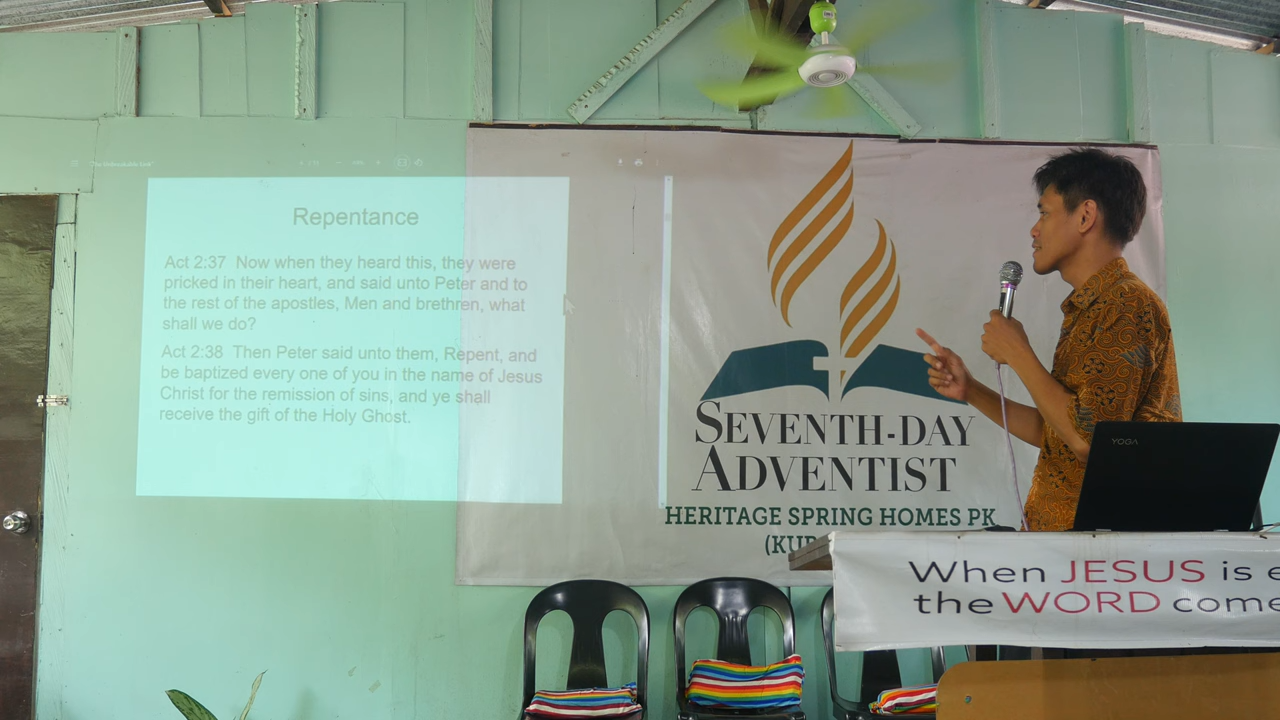 Repentance
Act 2:37 Now when they heard this, they were
pricked in their heart, and said unto Peter and to
the rest of the apostles, Men and brethren, what
shall we do?
Act 2:38 Then Peter said unto them, Repent, and
be baptized every one of you in the name of Jesus
Christ for the remission of sins, and ye shall
receive the gift of the Holy Ghost.
SEVENTH-DAY
ADVENTIST
HERITAGE SPRING HOMES PK
YOGA
When JESUS is
the WORD come